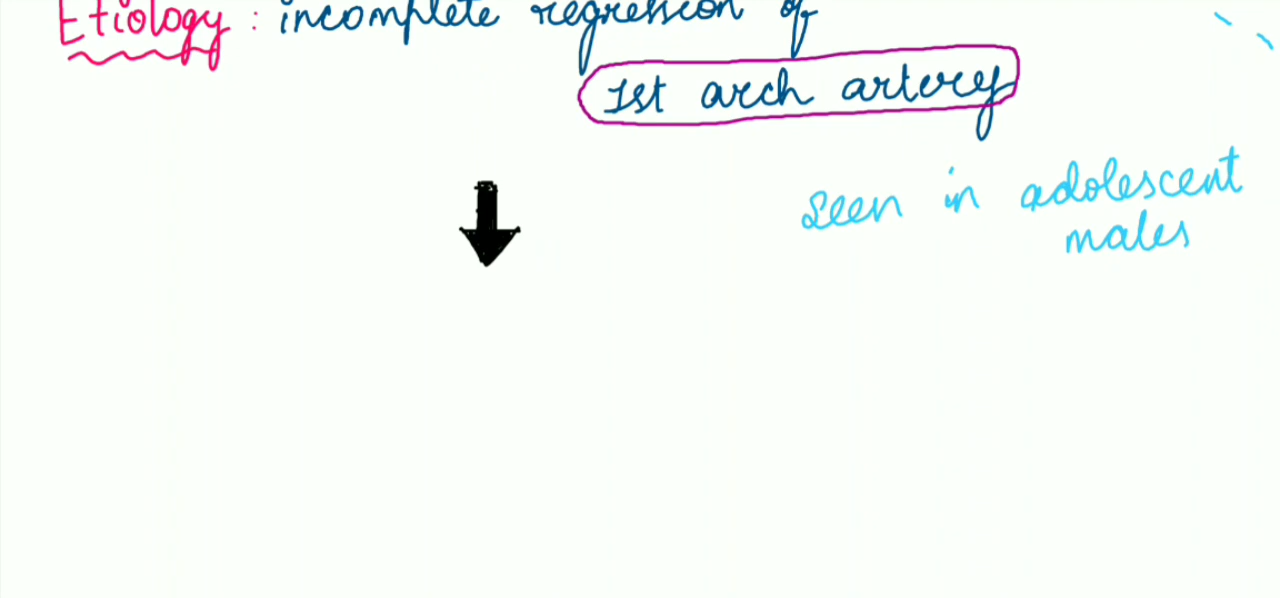 Etiology : incomplete regression of
1st arch artery
seen in adolescent
males